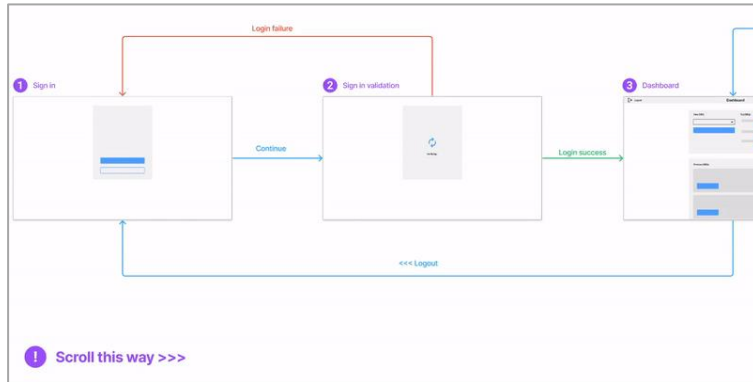 Login failure
1 Sign in
2 Sign in validation
3 Dashboard
Dashboard
Continue
Login success
<<< Logout
! Scroll this way >>>